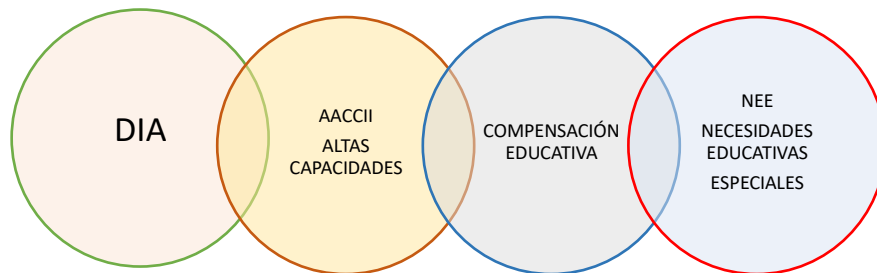 DIA
AACCII
ALTAS
CAPACIDADES
COMPENSACIÓN
EDUCATIVA
NEE
NECESIDADES
EDUCATIVAS
ESPECIALES